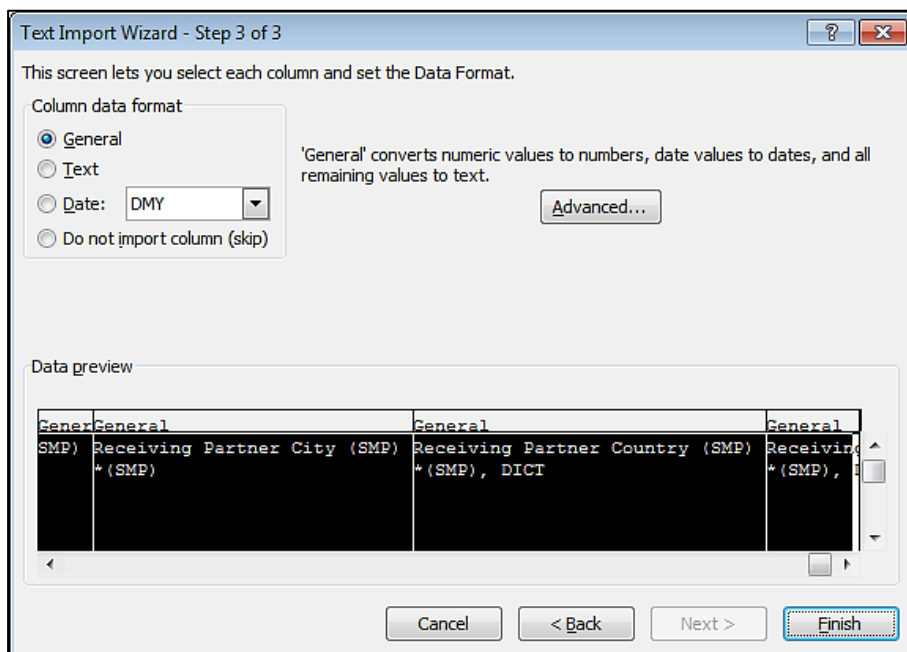 Text Import Wizard - Step 3 of 3
This screen lets you select each column and set the Data Format.
Column data format
General
Text
Date: DMY
Do not import column (skip)
'General' converts numeric values to numbers, date values to dates, and all
remaining values to text.
Advanced...
Data preview
Gener General General General
SMP) Receiving Partner City (SMP) Receiving Partner Country (SMP) Receiving
*(SMP) *(SMP), DICT *(SMP),
Cancel < Back Next > Finish